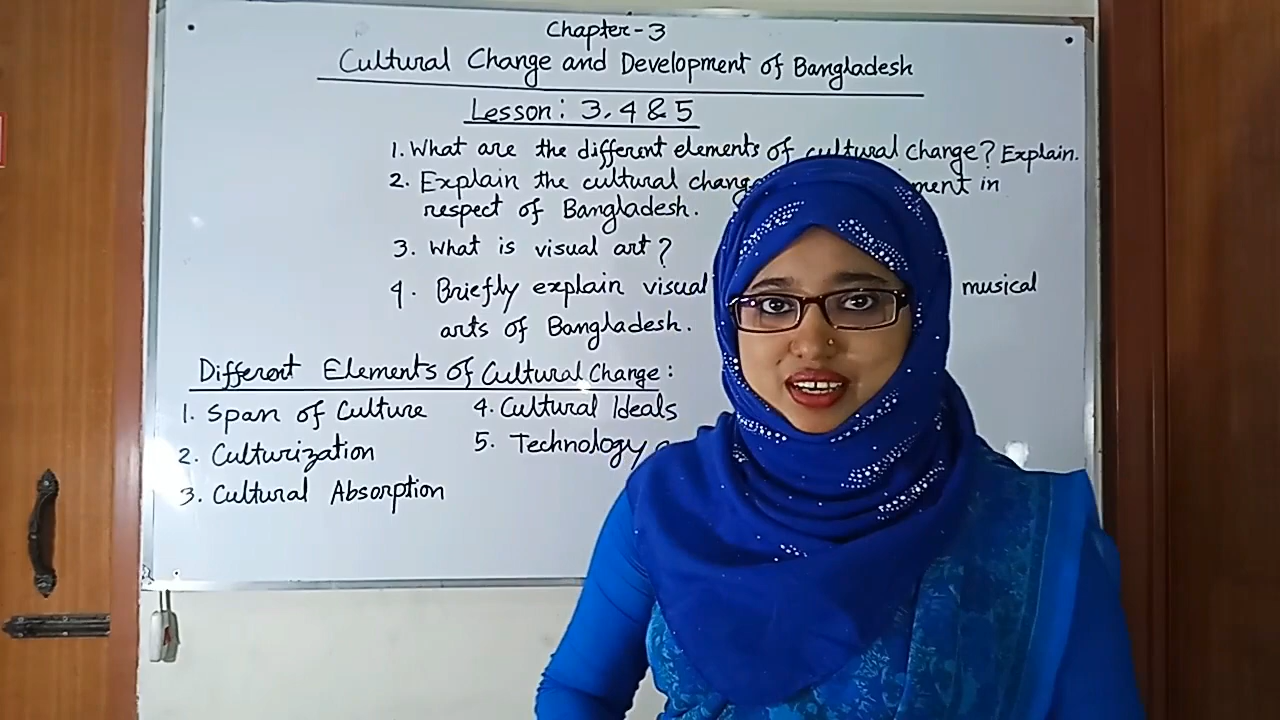 Chapter-3
Cultural Change and Development of Bangladesh
Lesson: 3, 4 & 5
1. What are the different elements of cultural change? Explain.
2. Explain the cultural in
respect of Bangladesh.
3. What is visual art?
4. Briefly explain visual musical
arts of Bangladesh.
Different Elements of Cultural Change:
1. Span of Culture 4. Cultural Ideals
2. Culturization 5. Technology
3. Cultural Absorption